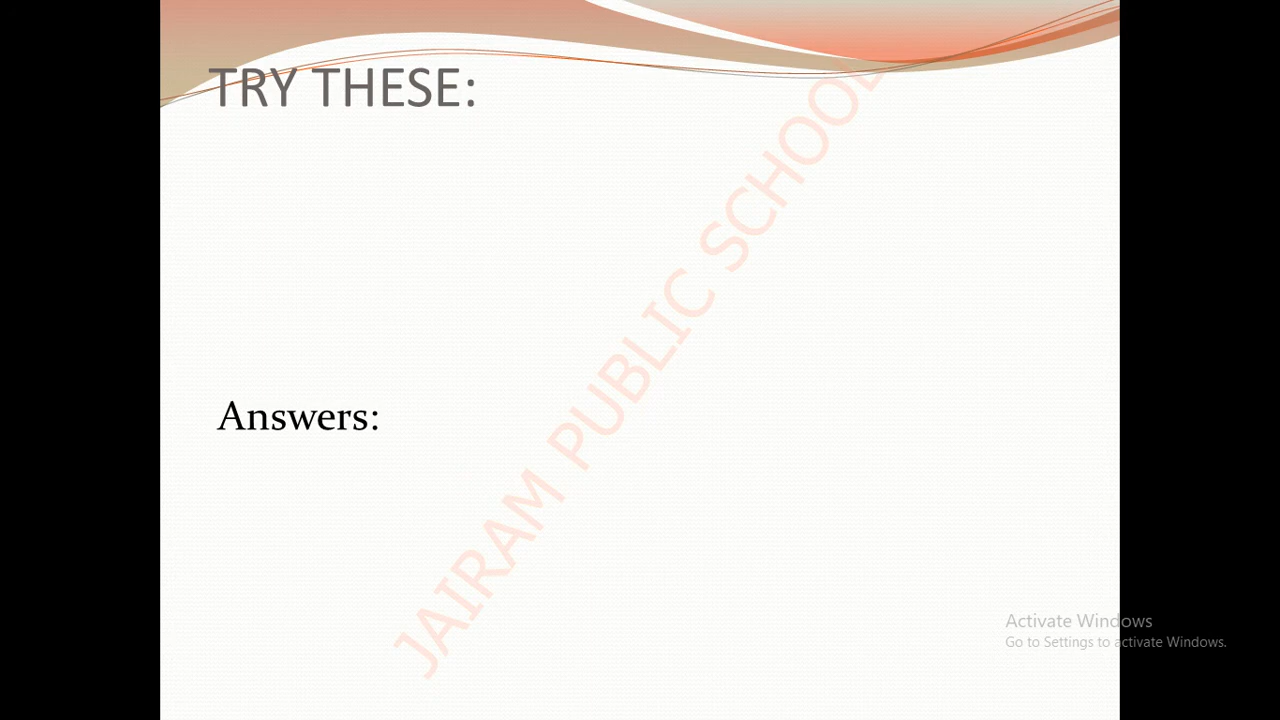 TRY THESE:
JAIRAM PUBLIC SCHOOL
Answers:
Activate Windows
Go to Settings to activate Windows.